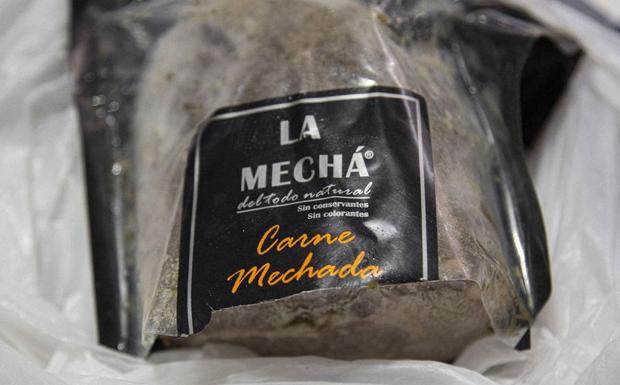 LA
MECHÁ®
del todo natural
Sin conservantes
Sin colorantes
Carne
Mechada